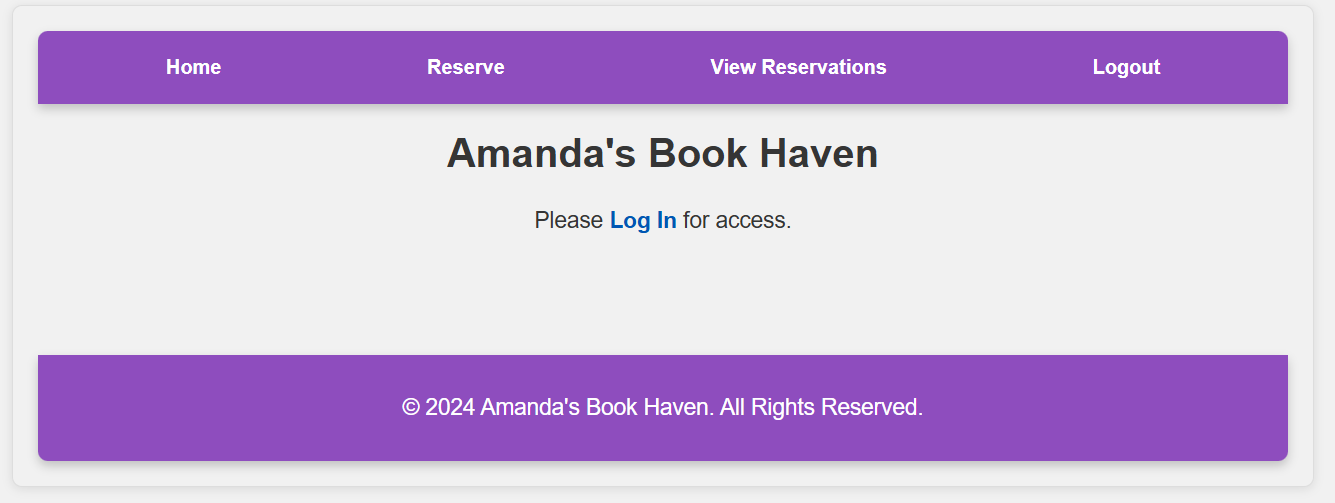 Home Reserve View Reservations Logout
Amanda's Book Haven
Please Log In for access.
© 2024 Amanda's Book Haven. All Rights Reserved.